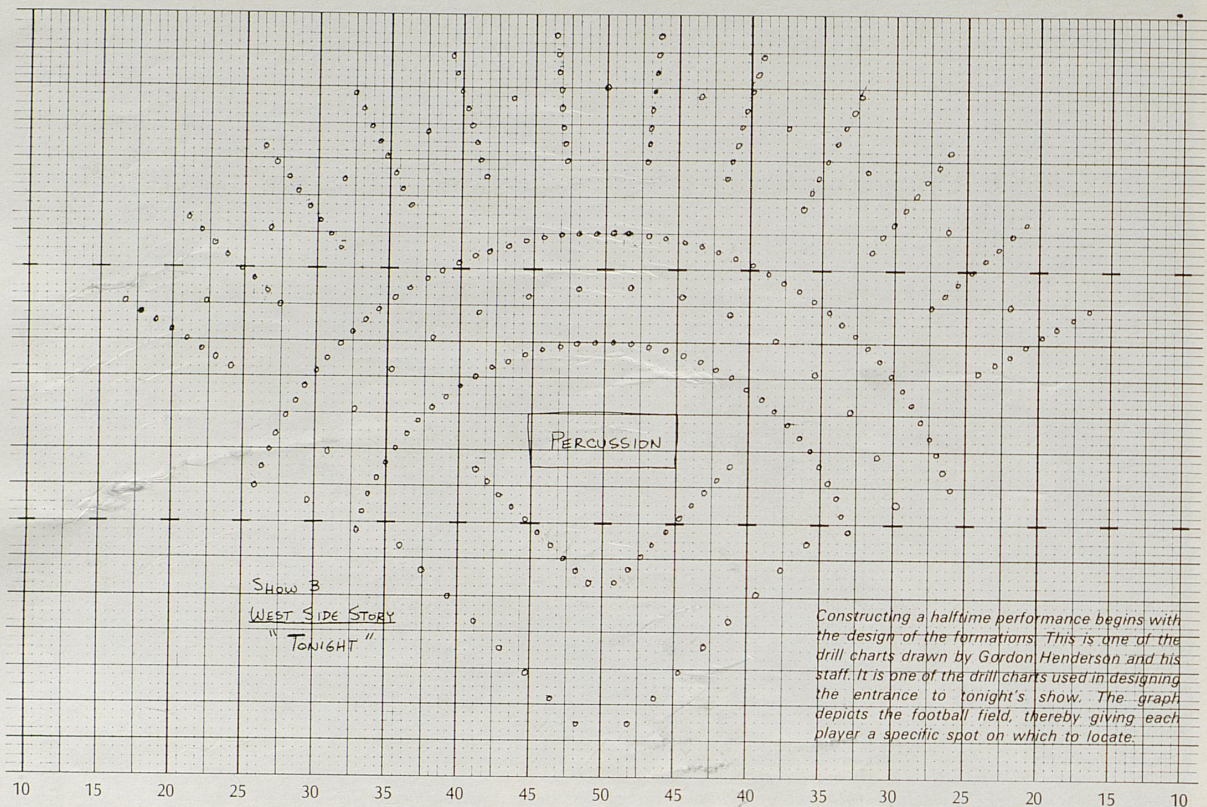 PERCUSSION
SHOW B
WEST SIDE STORY
"TONIGHT"
Constructing a halftime performance begins with
the design of the formations. This is one of the
drill charts drawn by Gordon Henderson and his
staff. It is one of the drill charts used in designing
the entrance to tonight's show. The graph
depicts the football field, thereby giving each
player a specific spot on which to locate.
10 15 20 25 30 35 40 45 50 45 40 35 30 25 20 15 10